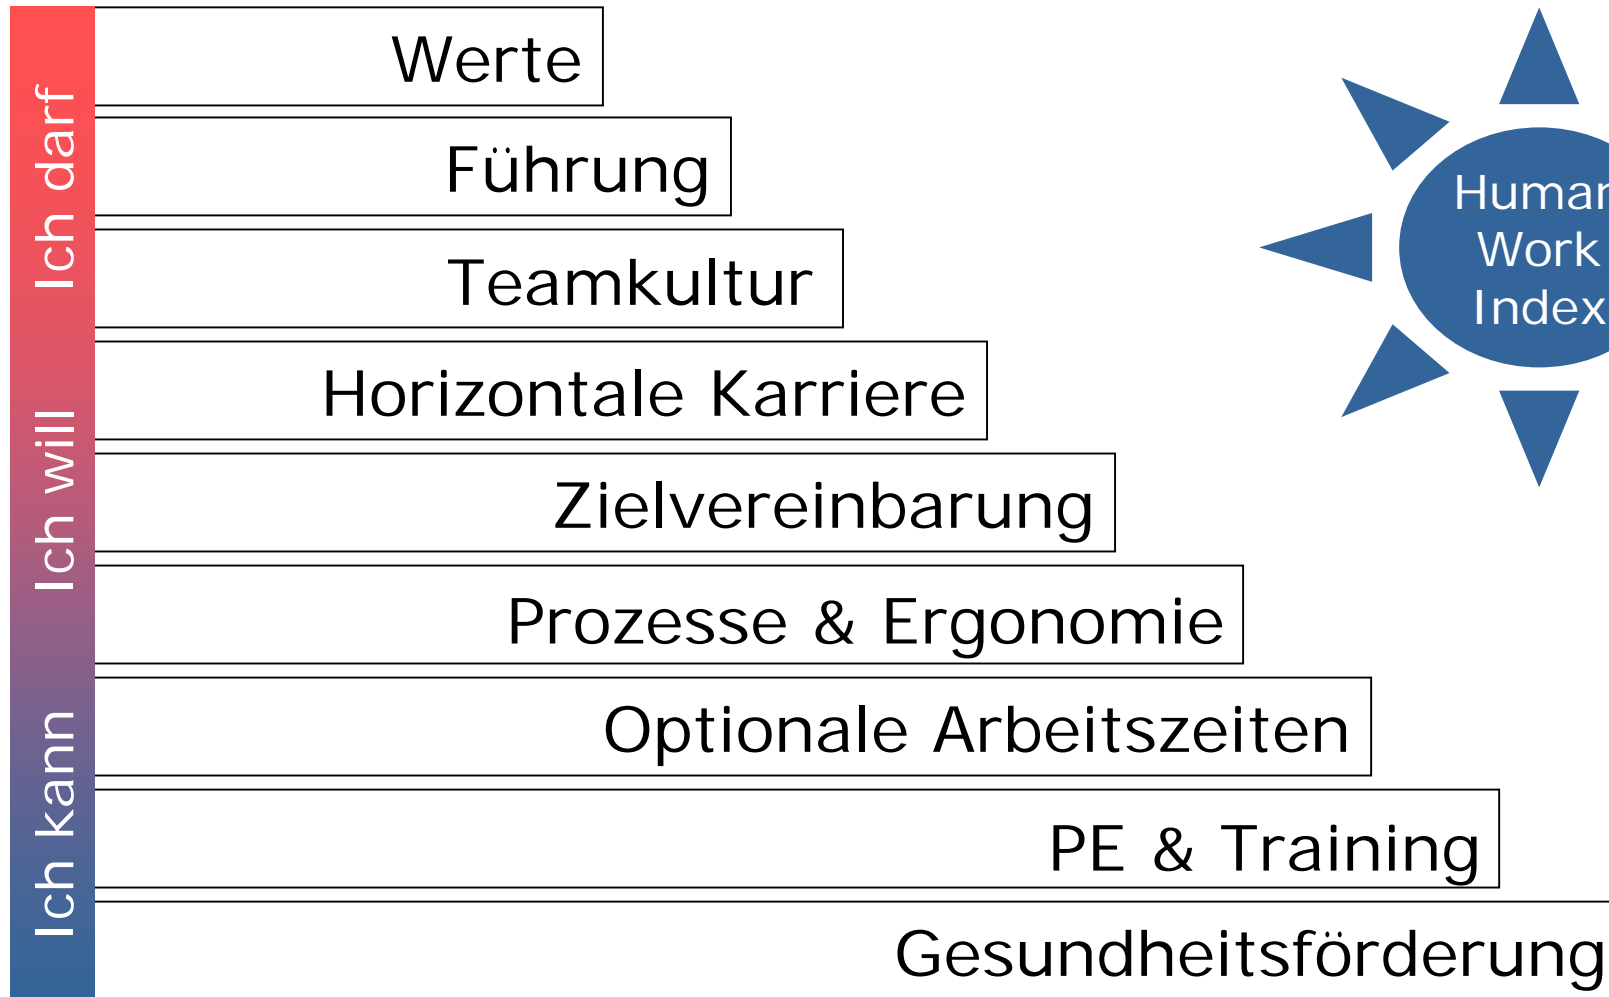 Werte
Führung
Teamkultur
Horizontale Karriere
Zielvereinbarung
Prozesse & Ergonomie
Optionale Arbeitszeiten
PE & Training
Gesundheitsförderung
Ich darf
Ich will
Ich kann
Human
Work
Index